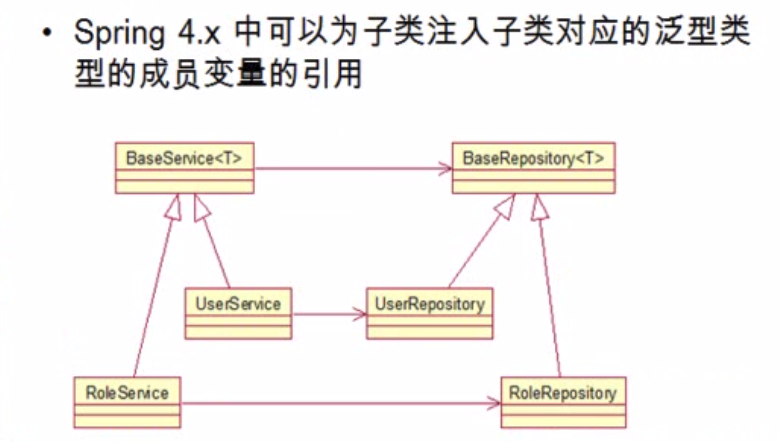 • Spring 4.x 中可以为子类注入子类对应的泛型类
型的成员变量的引用
BaseService<T>
BaseRepository<T>
UserService
UserRepository
RoleService
RoleRepository